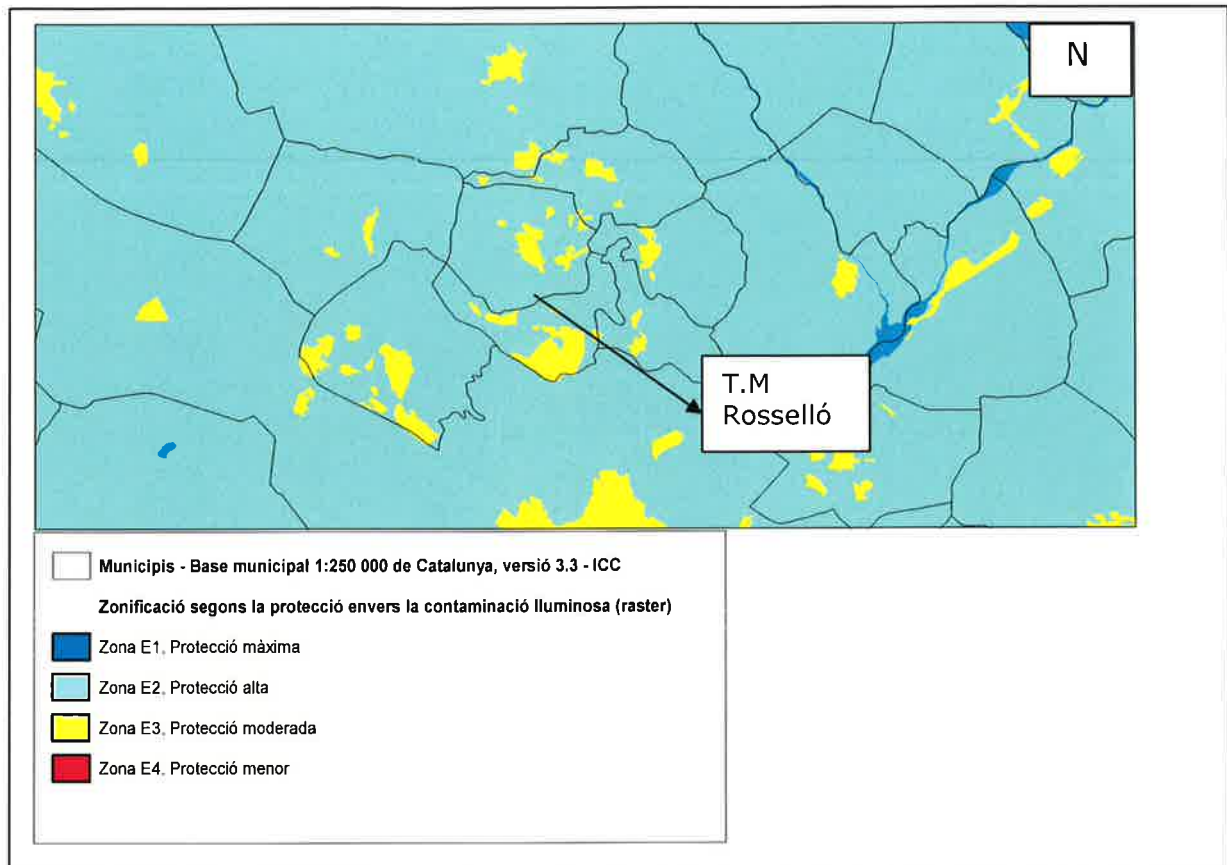 N
T.M
Rosselló
Municipis - Base municipal 1:250 000 de Catalunya, versió 3.3 - ICC
Zonificació segons la protecció envers la contaminació lluminosa (raster)
Zona E1, Protecció màxima
Zona E2, Protecció alta
Zona E3, Protecció moderada
Zona E4, Protecció menor